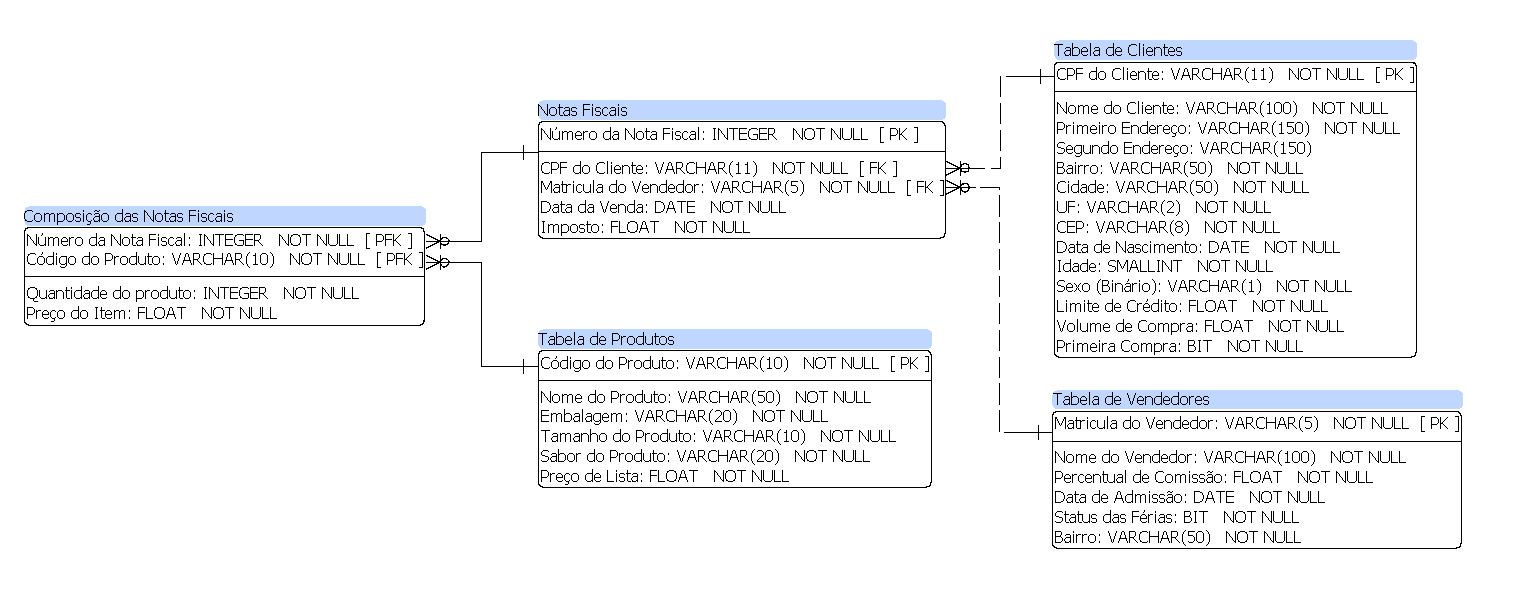 Composição das Notas Fiscais
Número da Nota Fiscal: INTEGER NOT NULL [ PFK ]
Código do Produto: VARCHAR(10) NOT NULL [ PFK ]
Quantidade do produto: INTEGER NOT NULL
Preço do Item: FLOAT NOT NULL
Notas Fiscais
Número da Nota Fiscal: INTEGER NOT NULL [ PK ]
CPF do Cliente: VARCHAR(11) NOT NULL [ FK ]
Matricula do Vendedor: VARCHAR(5) NOT NULL [ FK ]
Data da Venda: DATE NOT NULL
Imposto: FLOAT NOT NULL
Tabela de Produtos
Código do Produto: VARCHAR(10) NOT NULL [ PK ]
Nome do Produto: VARCHAR(50) NOT NULL
Embalagem: VARCHAR(20) NOT NULL
Tamanho do Produto: VARCHAR(10) NOT NULL
Sabor do Produto: VARCHAR(20) NOT NULL
Preço de Lista: FLOAT NOT NULL
Tabela de Clientes
CPF do Cliente: VARCHAR(11) NOT NULL [ PK ]
Nome do Cliente: VARCHAR(100) NOT NULL
Primeiro Endereço: VARCHAR(150) NOT NULL
Segundo Endereço: VARCHAR(150)
Bairro: VARCHAR(50) NOT NULL
Cidade: VARCHAR(50) NOT NULL
UF: VARCHAR(2) NOT NULL
CEP: VARCHAR(8) NOT NULL
Data de Nascimento: DATE NOT NULL
Idade: SMALLINT NOT NULL
Sexo (Binário): VARCHAR(1) NOT NULL
Limite de Crédito: FLOAT NOT NULL
Volume de Compra: FLOAT NOT NULL
Primeira Compra: BIT NOT NULL
Tabela de Vendedores
Matricula do Vendedor: VARCHAR(5) NOT NULL [ PK ]
Nome do Vendedor: VARCHAR(100) NOT NULL
Percentual de Comissão: FLOAT NOT NULL
Data de Admissão: DATE NOT NULL
Status das Férias: BIT NOT NULL
Bairro: VARCHAR(50) NOT NULL